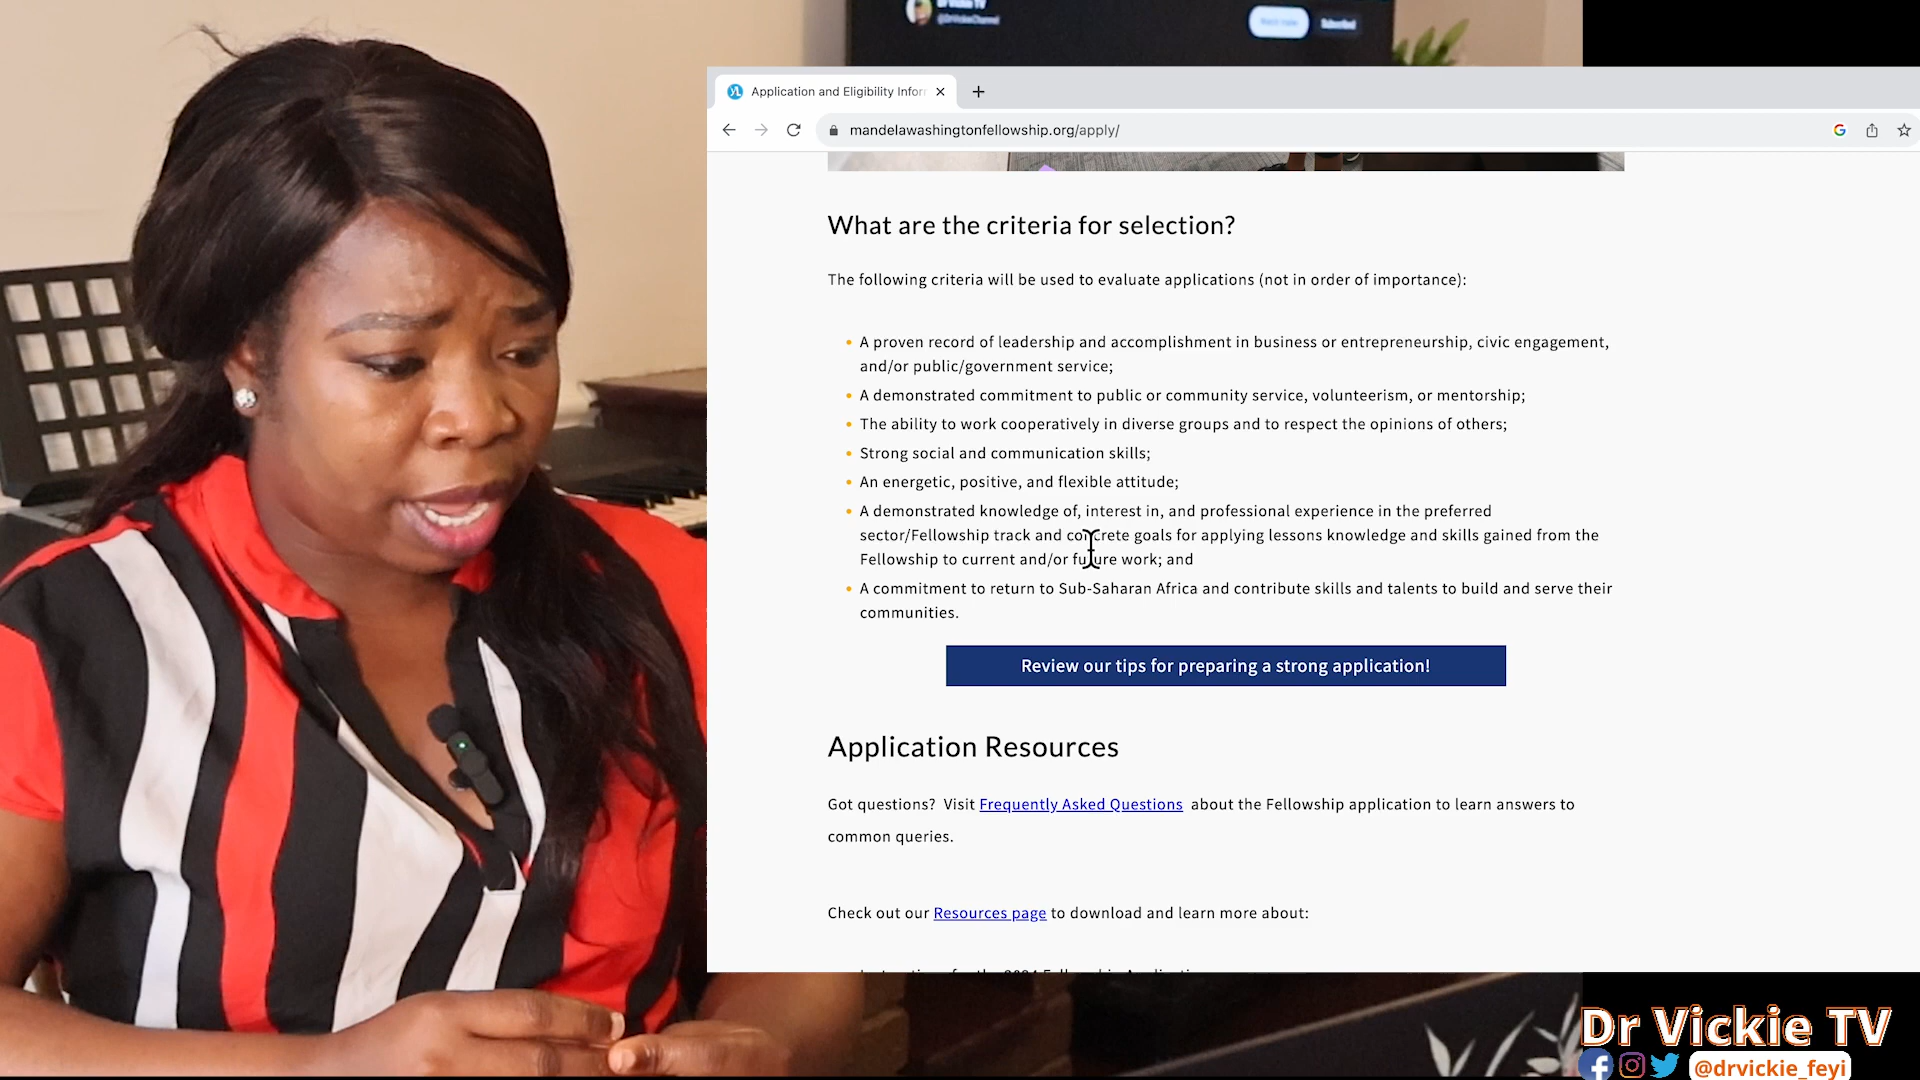 Dr Vickie TV
@DrVickieChannel
Subscribed
Application and Eligibility Infor
mandelawashingtonfellowship.org/apply/
What are the criteria for selection?
The following criteria will be used to evaluate applications (not in order of importance):
A proven record of leadership and accomplishment in business or entrepreneurship, civic engagement,
and/or public/government service;
A demonstrated commitment to public or community service, volunteerism, or mentorship;
The ability to work cooperatively in diverse groups and to respect the opinions of others;
Strong social and communication skills;
An energetic, positive, and flexible attitude;
A demonstrated knowledge of, interest in, and professional experience in the preferred
sector/Fellowship track and concrete goals for applying lessons knowledge and skills gained from the
Fellowship to current and/or future work; and
A commitment to return to Sub-Saharan Africa and contribute skills and talents to build and serve their
communities.
Review our tips for preparing a strong application!
Application Resources
Got questions? Visit Frequently Asked Questions about the Fellowship application to learn answers to
common queries.
Check out our Resources page to download and learn more about:
Dr Vickie TV
@drvickie_feyi